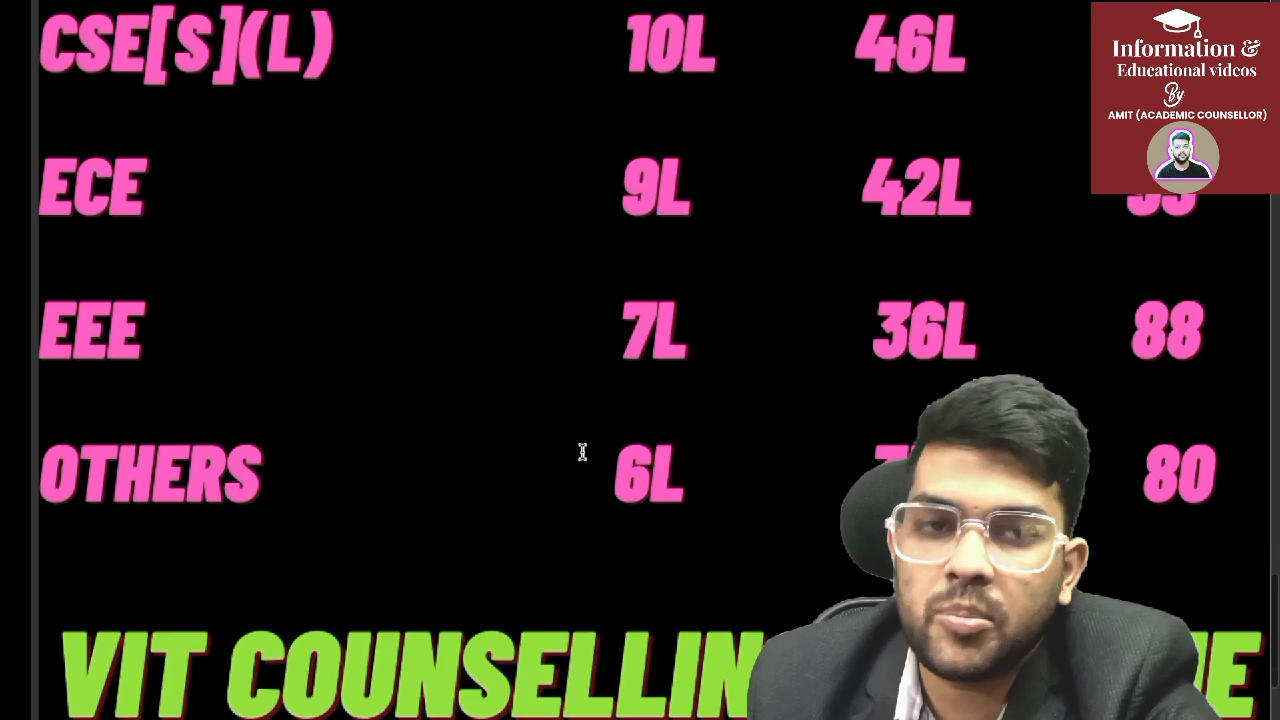 CSE[S](L) 10L 46L
ECE 9L 42L
EEE 7L 36L 88
OTHERS 6L 80
VIT COUNSELLIN
Information &
Educational videos
By
AMIT (ACADEMIC COUNSELLOR)